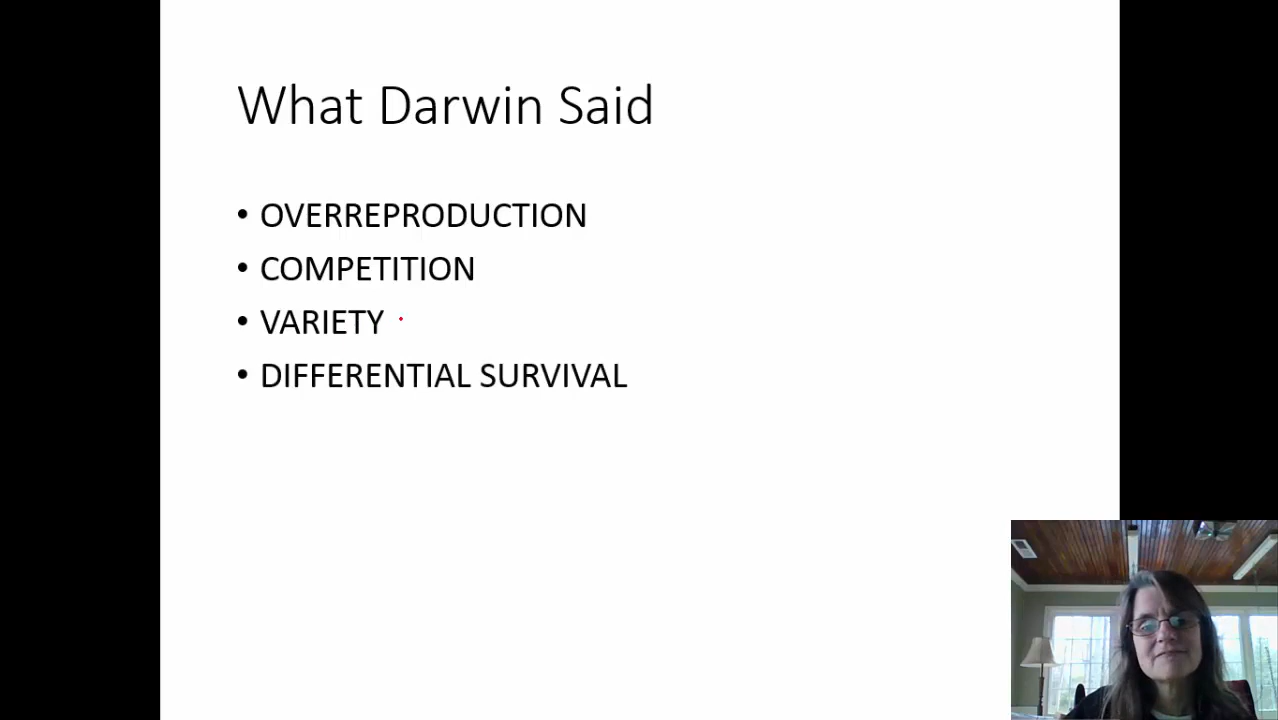 What Darwin Said
• OVERREPRODUCTION
• COMPETITION
• VARIETY
• DIFFERENTIAL SURVIVAL